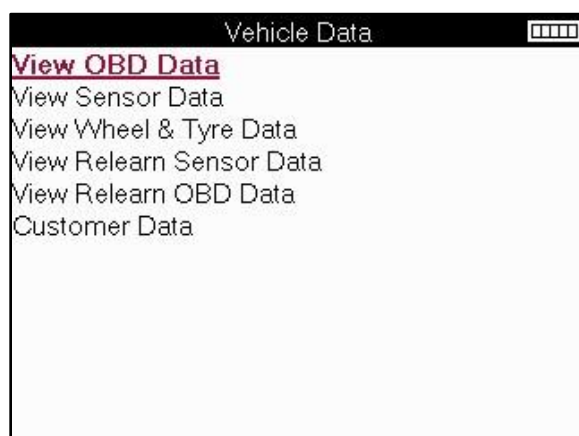 Vehicle Data
View OBD Data
View Sensor Data
View Wheel & Tyre Data
View Relearn Sensor Data
View Relearn OBD Data
Customer Data